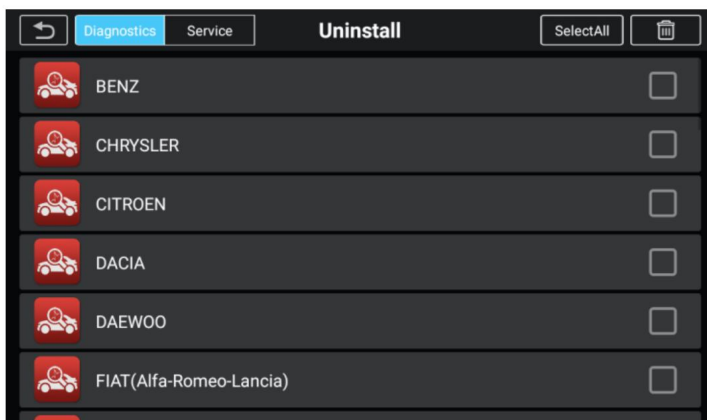 Diagnostics Service Uninstall SelectAll
BENZ
CHRYSLER
CITROEN
DACIA
DAEWOO
FIAT(Alfa-Romeo-Lancia)